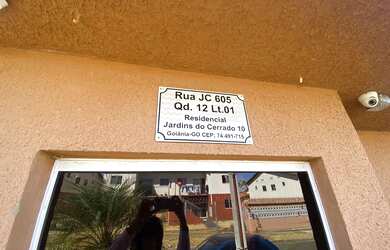 Rua JC 605
Qd. 12 Lt.01
Residencial
Jardins do Cerrado 10
Goiânia-GO CEP; 74 491-715